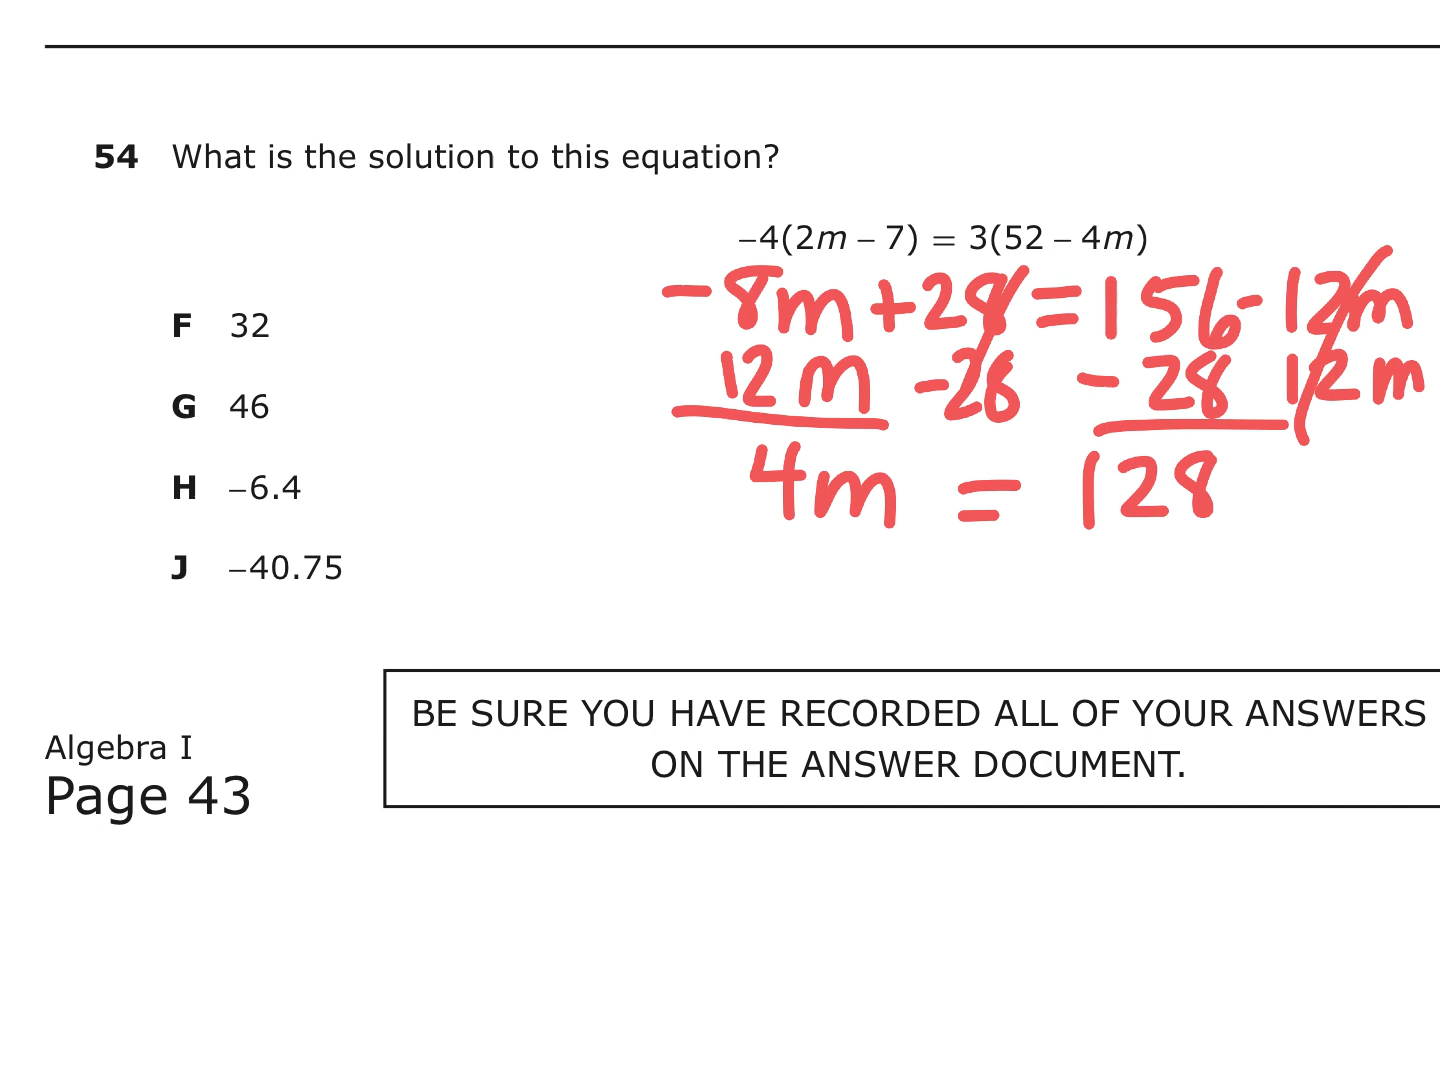 54 What is the solution to this equation?
–4(2m – 7) = 3(52 – 4m)
-8m+28=156-12m
12m -28 -28 12m
4m = 128
F 32
G 46
H –6.4
J –40.75
BE SURE YOU HAVE RECORDED ALL OF YOUR ANSWERS
ON THE ANSWER DOCUMENT.
Algebra I
Page 43